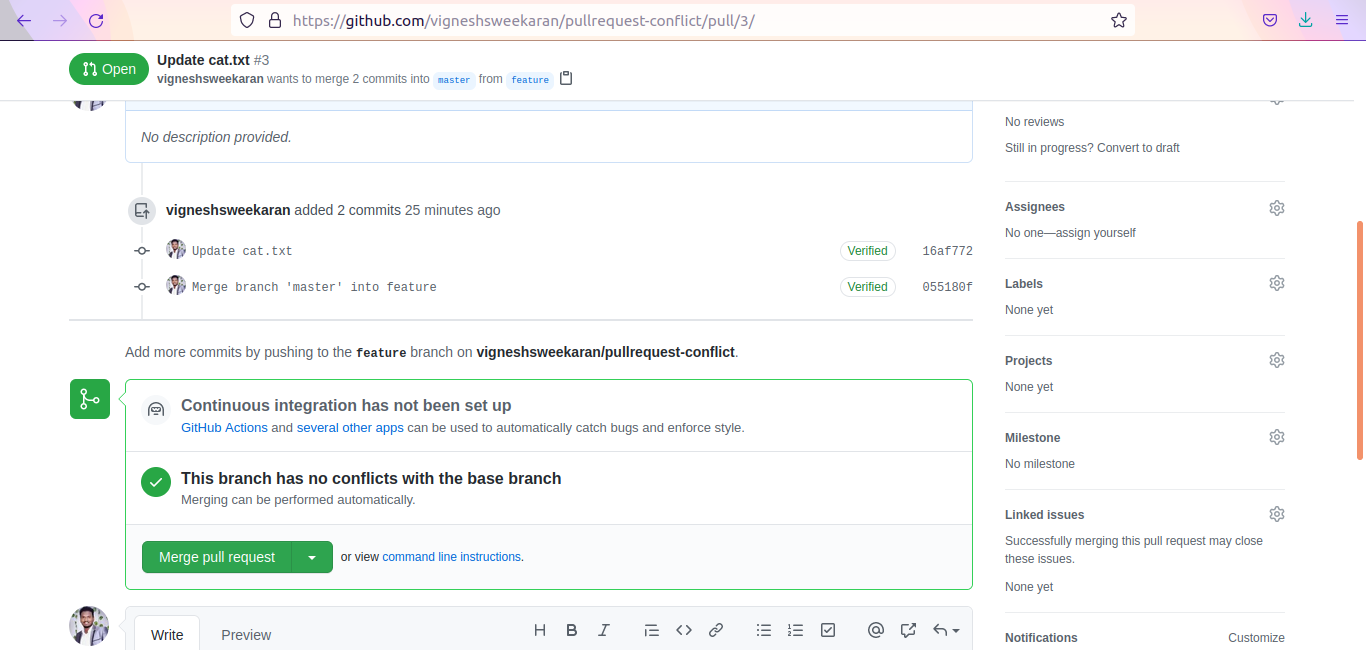 https://github.com/vigneshsweekaran/pullrequest-conflict/pull/3/
Open
Update cat.txt #3
vigneshsweekaran wants to merge 2 commits into master from feature
No description provided.
vigneshsweekaran added 2 commits 25 minutes ago
Update cat.txt Verified 16af772
Merge branch 'master' into feature Verified 055180f
Add more commits by pushing to the feature branch on vigneshsweekaran/pullrequest-conflict.
Continuous integration has not been set up
GitHub Actions and several other apps can be used to automatically catch bugs and enforce style.
This branch has no conflicts with the base branch
Merging can be performed automatically.
Merge pull request or view command line instructions.
Write Preview
No reviews
Still in progress? Convert to draft
Assignees
No one—assign yourself
Labels
None yet
Projects
None yet
Milestone
No milestone
Linked issues
Successfully merging this pull request may close
these issues.
None yet
Notifications Customize